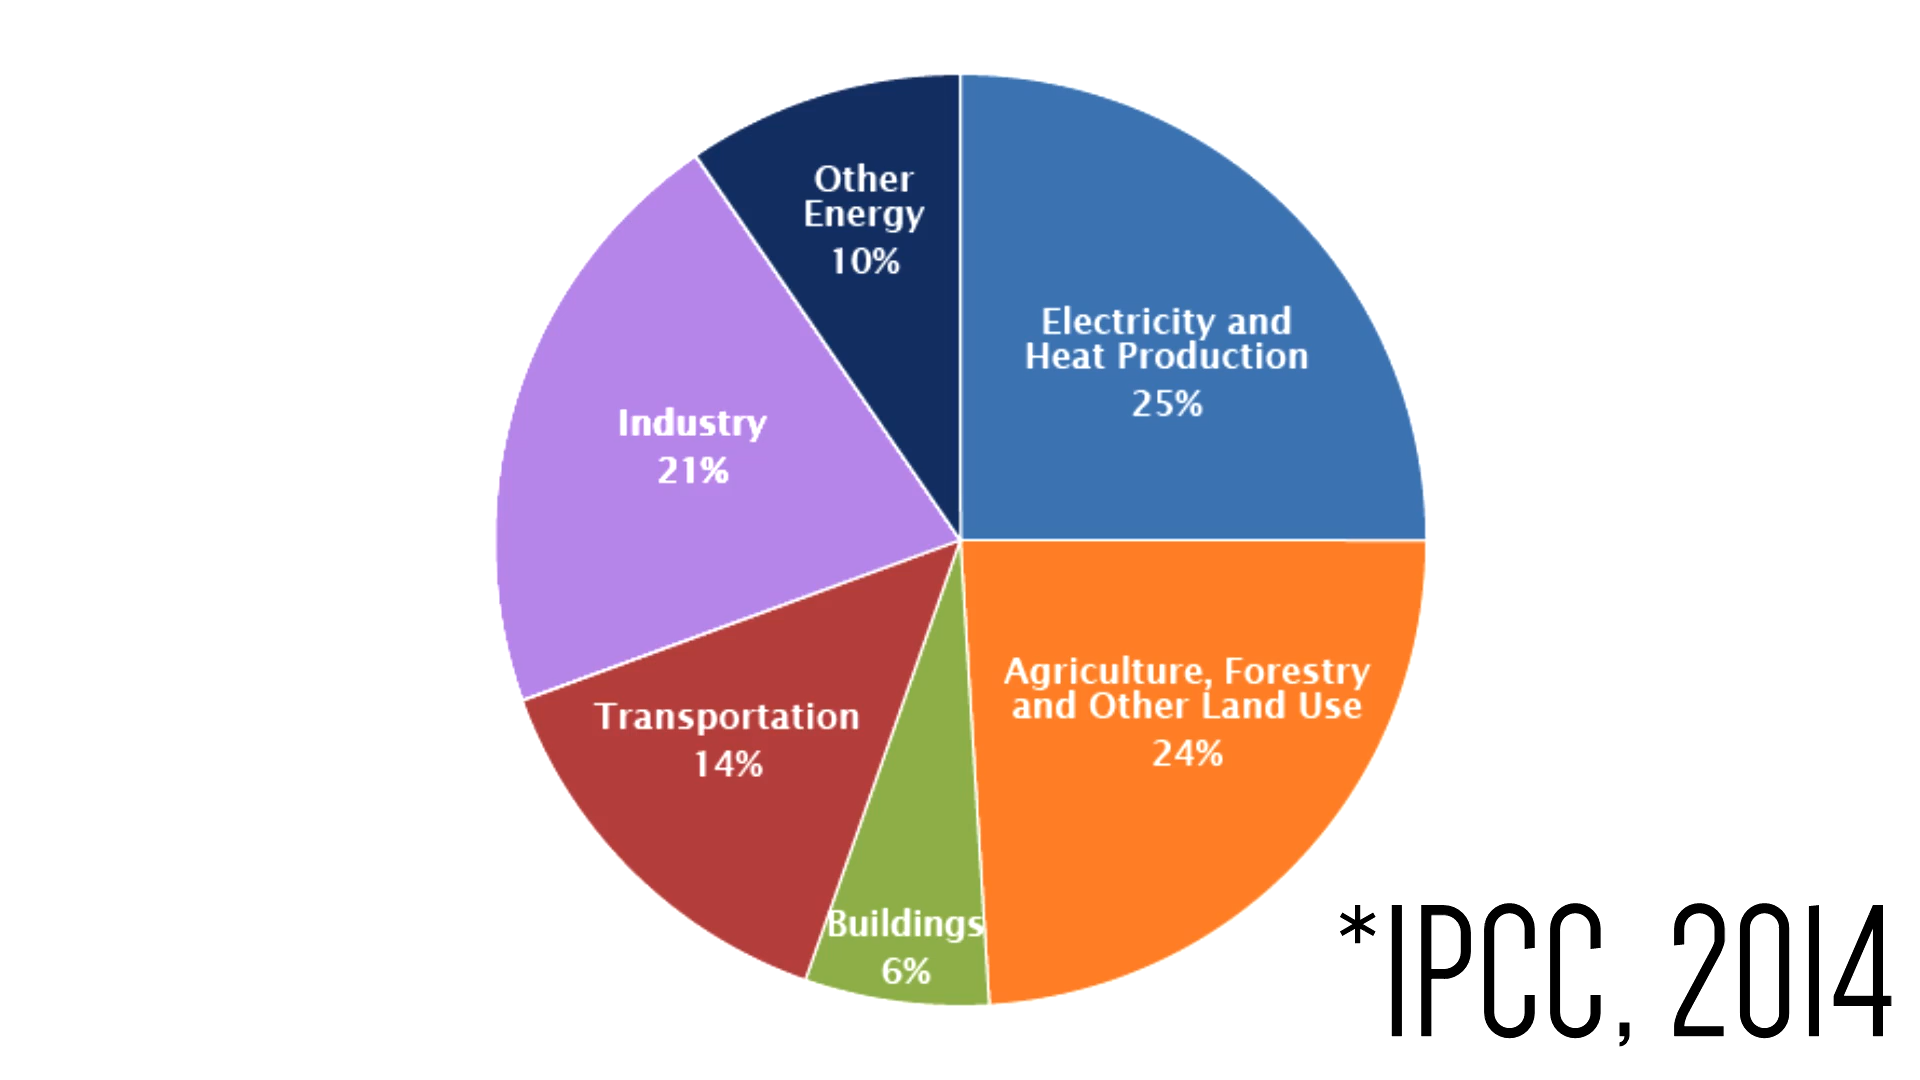 Other
Energy
10%
Electricity and
Heat Production
25%
Industry
21%
Agriculture, Forestry
and Other Land Use
24%
Transportation
14%
Buildings
6%
*IPCC, 2014